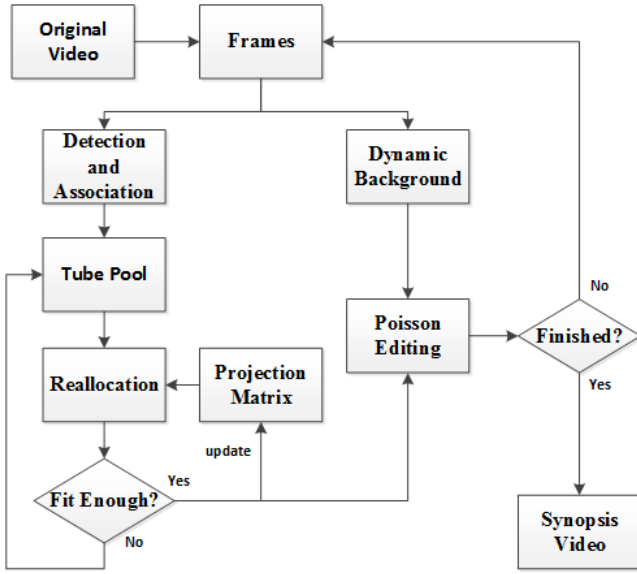 Original
Video
Frames
Detection
and
Association
Dynamic
Background
Tube Pool
No
Poisson
Editing
Finished?
Reallocation
Projection
Matrix
Yes
update
Yes
Fit Enough?
No
Synopsis
Video